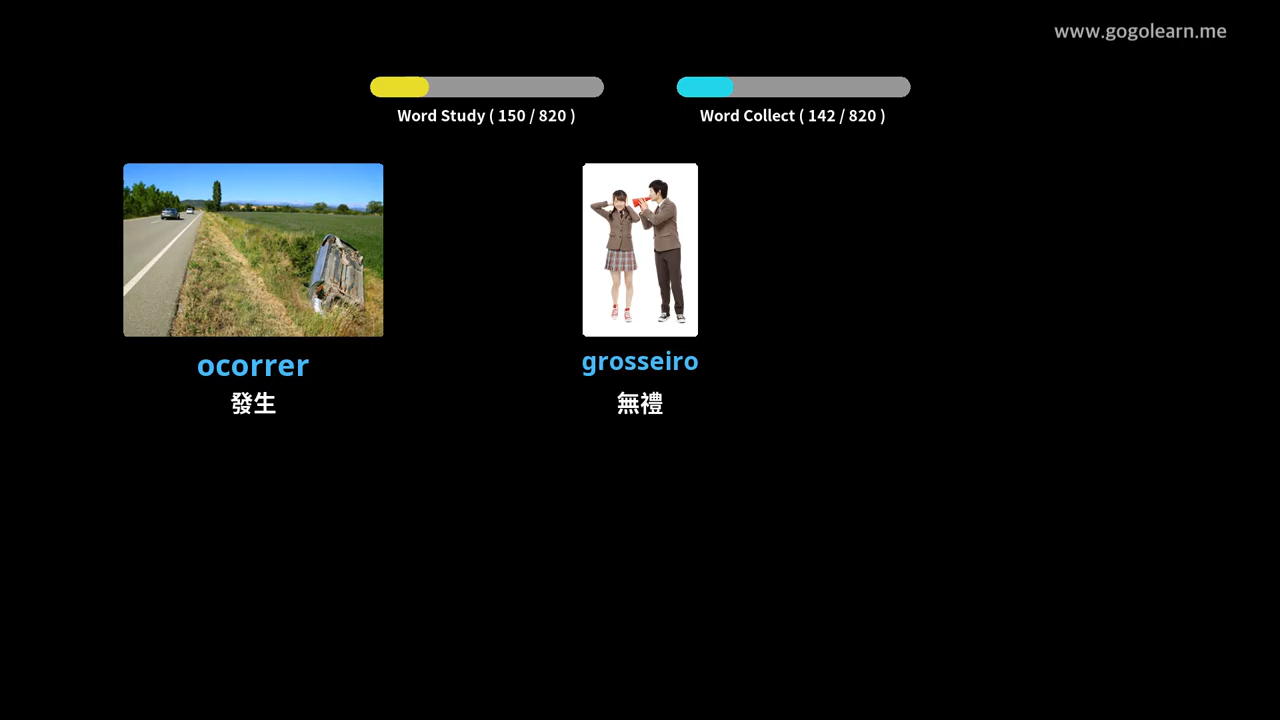 www.gogolearn.me
Word Study ( 150 / 820 )
Word Collect ( 142 / 820 )
ocorrer
發生
grosseiro
無禮